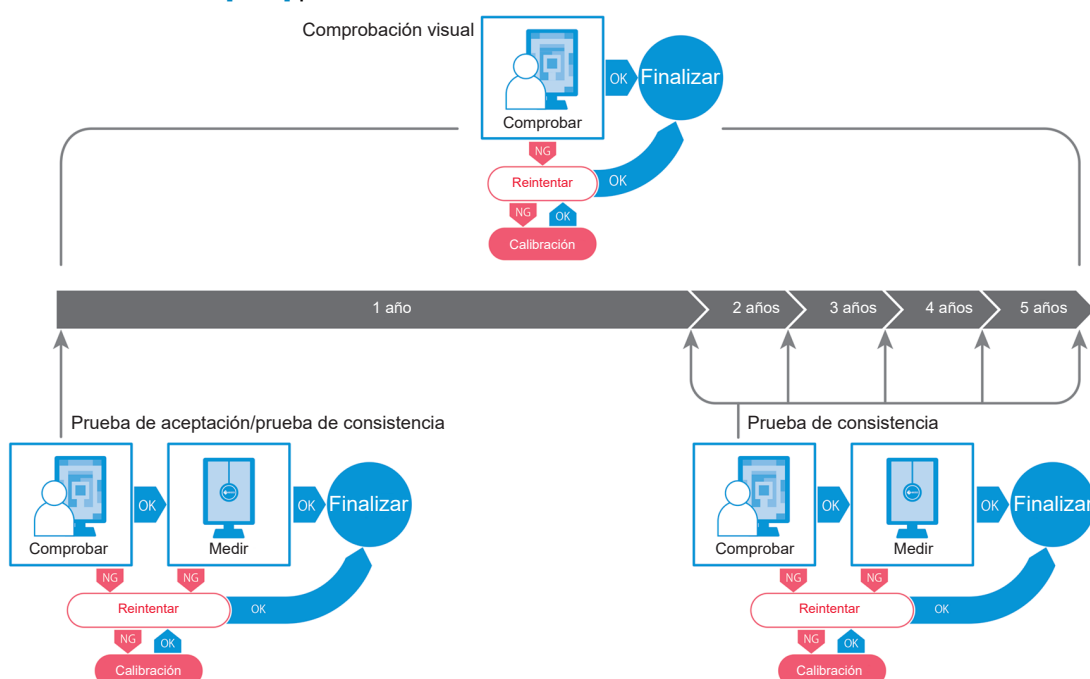 Comprobación visual
OK
Finalizar
Comprobar
NG
Reintentar
OK
NG
OK
Calibración
1 año
2 años
3 años
4 años
5 años
Prueba de aceptación/prueba de consistencia
OK
OK
Finalizar
Comprobar
Medir
NG
NG
Reintentar
OK
NG
OK
Calibración
Prueba de consistencia
OK
OK
Finalizar
Comprobar
Medir
NG
NG
Reintentar
OK
NG
OK
Calibración